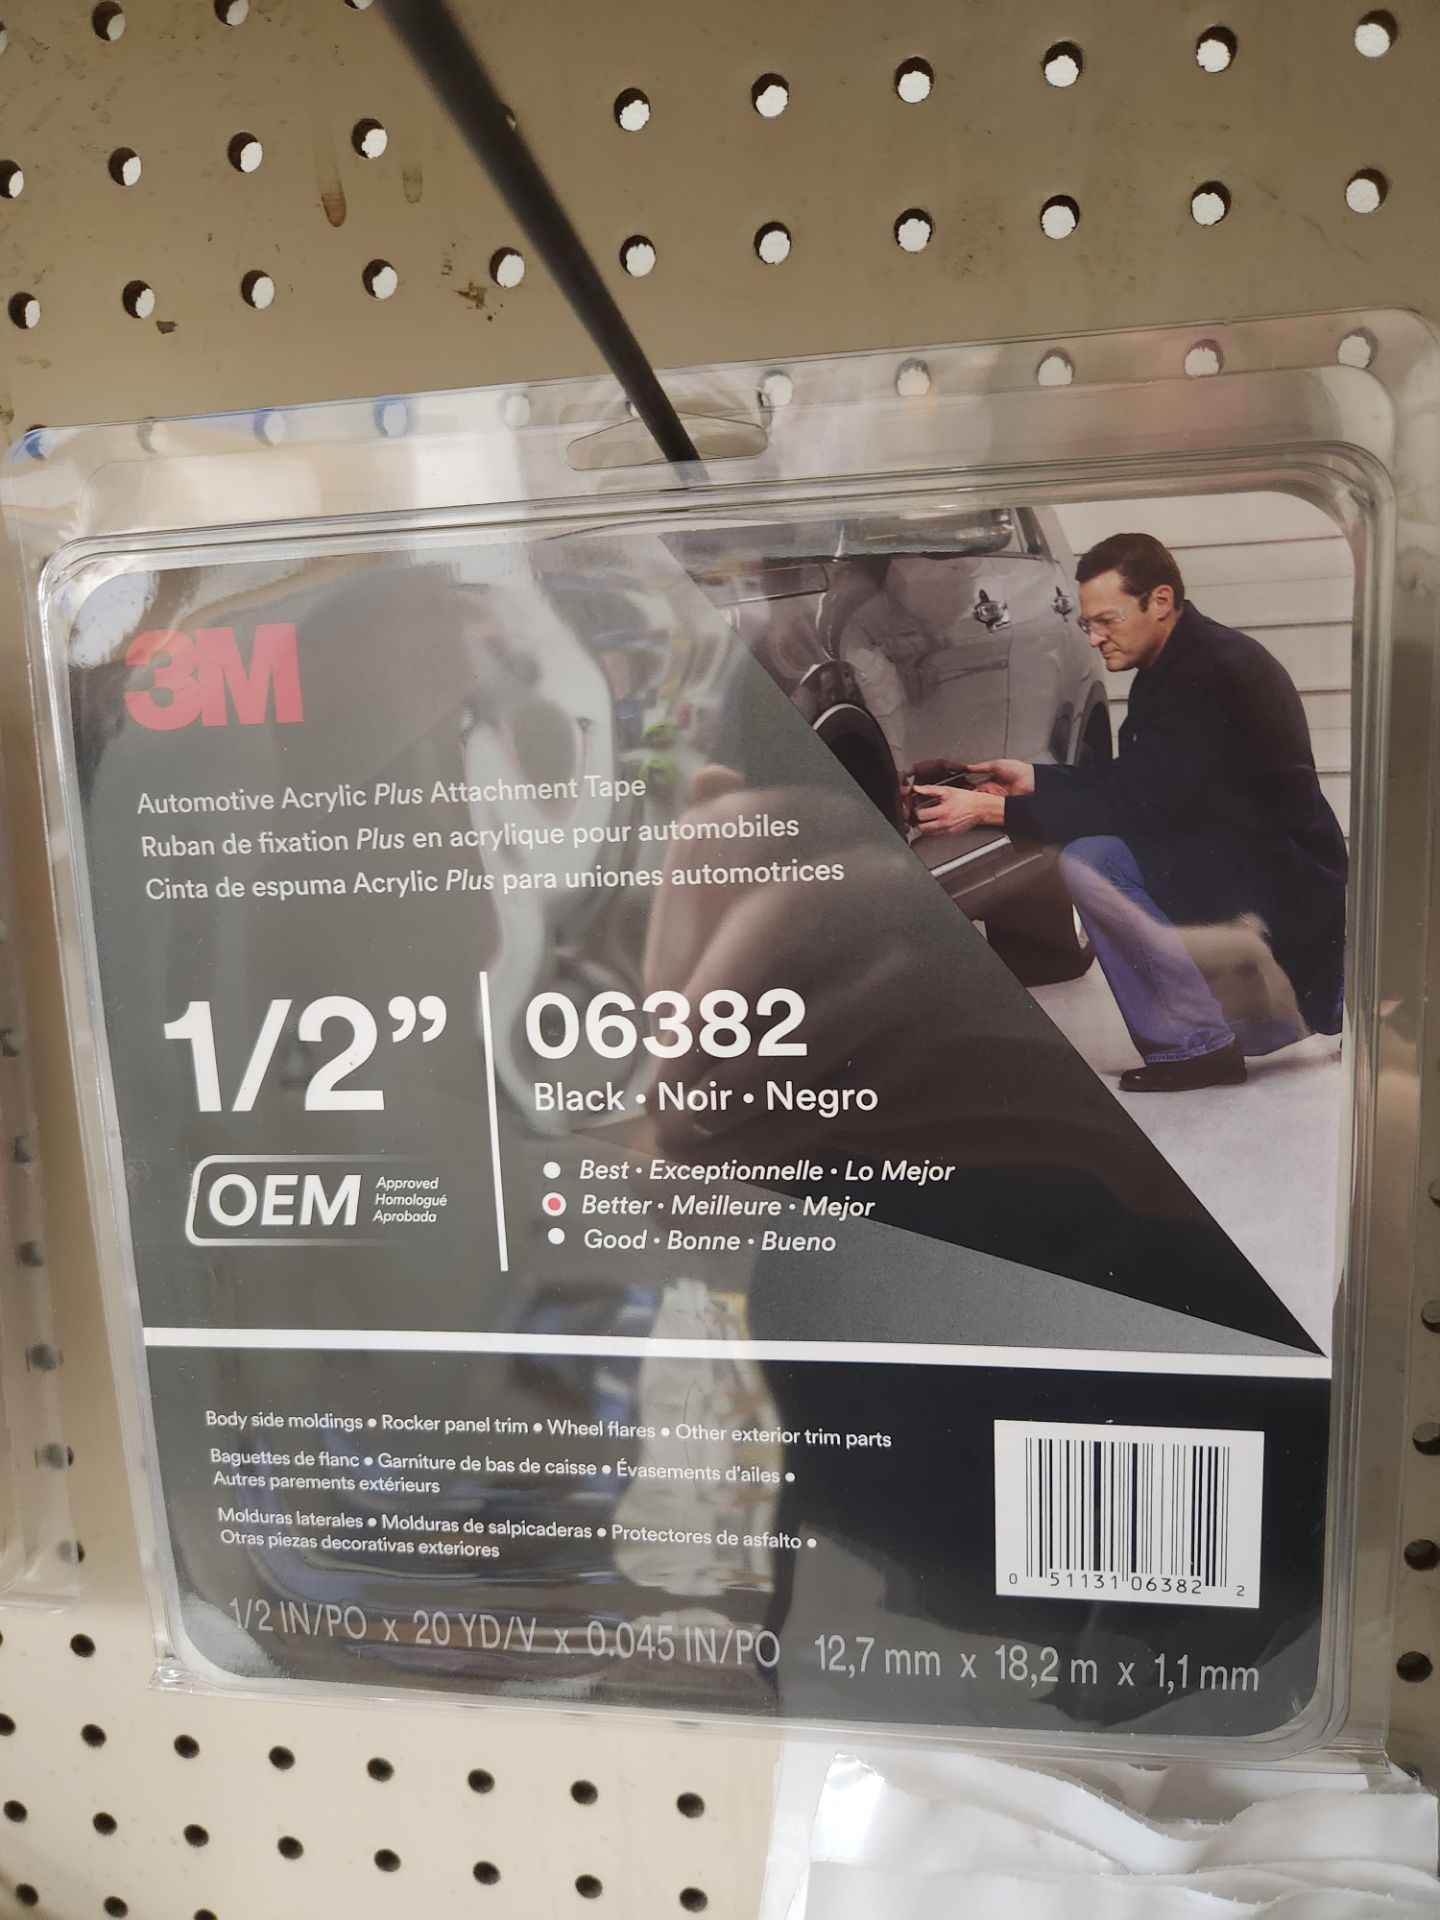 3M
Automotive Acrylic Plus Attachment Tape
Ruban de fixation Plus en acrylique pour automobiles
Cinta de espuma Acrylic Plus para uniones automotrices
1/2”
06382
Black • Noir • Negro
OEM
Approved
Homologué
Aprobada
Best • Exceptionnelle • Lo Mejor
Better • Meilleure • Mejor
Good • Bonne • Bueno
Body side moldings • Rocker panel trim • Wheel flares • Other exterior trim parts
Baguettes de flanc • Garniture de bas de caisse • Évasements d'ailes •
Autres parements extérieurs
Molduras laterales • Molduras de salpicaderas • Protectores de asfalto •
Otras piezas decorativas exteriores
0 51131 06382 2
1/2 IN/PO x 20 YD/V x 0.045 IN/PO 12,7 mm x 18,2 m x 1,1 mm